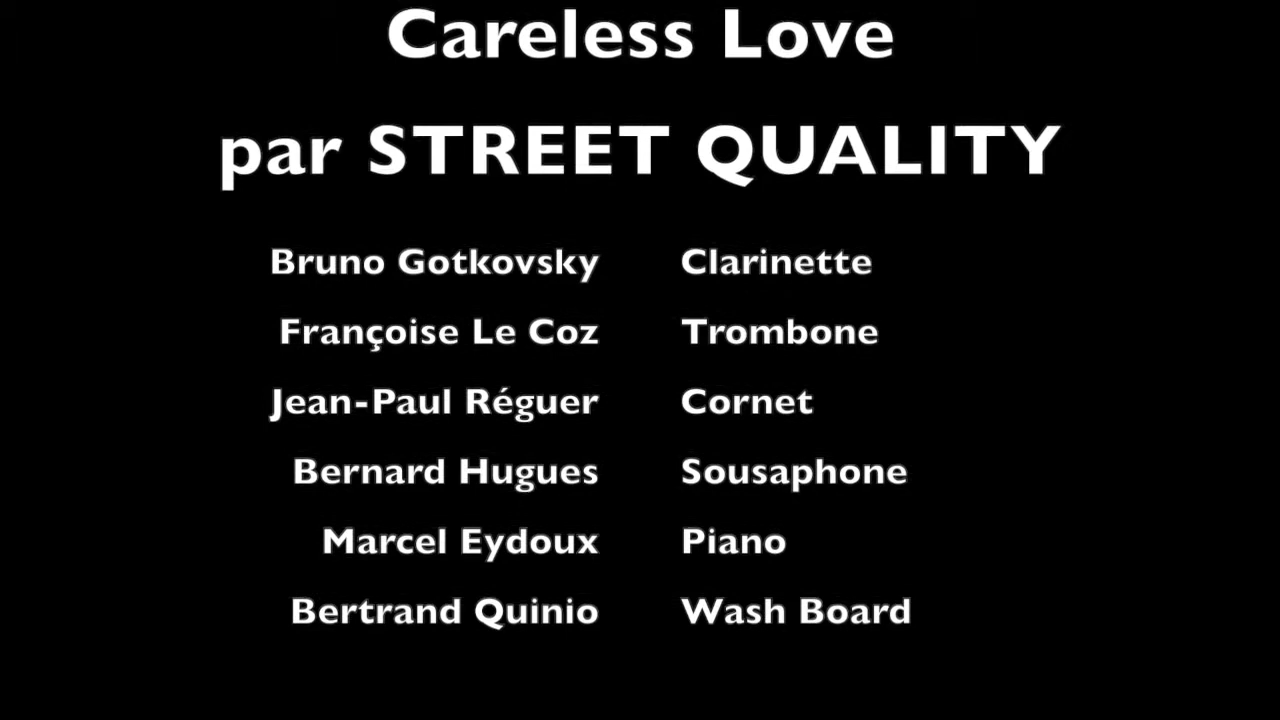 Careless Love
par STREET QUALITY
Bruno Gotkovsky Clarinette
Françoise Le Coz Trombone
Jean-Paul Réguer Cornet
Bernard Hugues Sousaphone
Marcel Eydoux Piano
Bertrand Quinio Wash Board